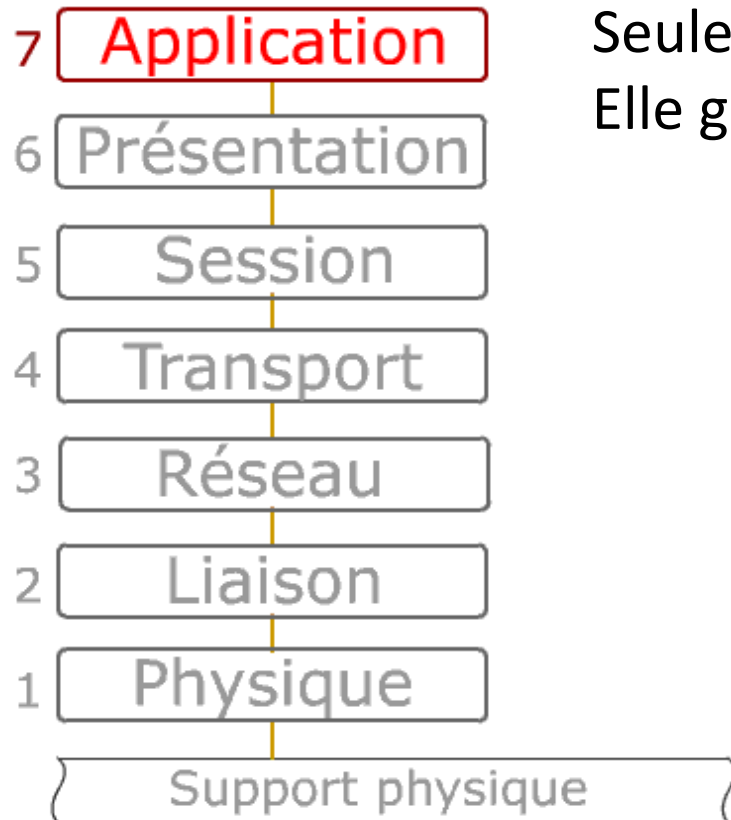 7 Application
6 Présentation
5 Session
4 Transport
3 Réseau
2 Liaison
1 Physique
Support physique
Seule
Elle g